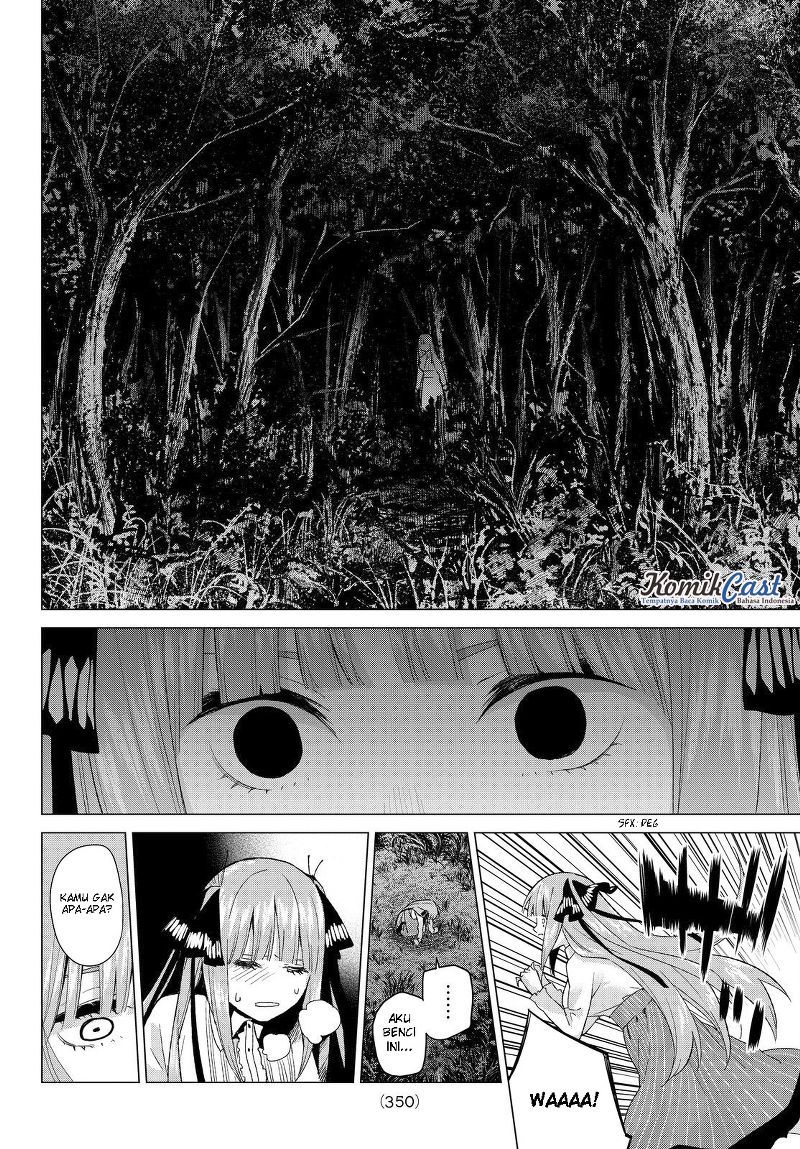 KomikCast
Tempatnya Baca Komik Bahasa Indonesia
SFX: DEG
WAAAA!
......
AKU
BENCI
INI...
KAMU GAK
APA-APA?
(350)